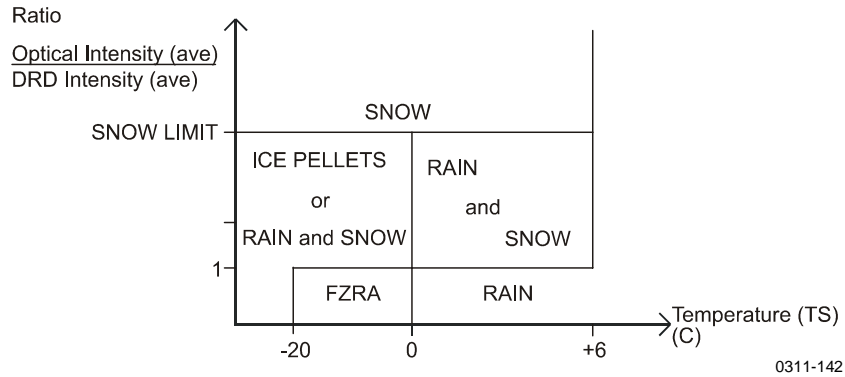 Ratio
Optical Intensity (ave)
DRD Intensity (ave)
SNOW
SNOW LIMIT
ICE PELLETS
or
RAIN and SNOW
RAIN
and
SNOW
1
FZRA
RAIN
Temperature (TS)
(C)
-20
0
+6
0311-142